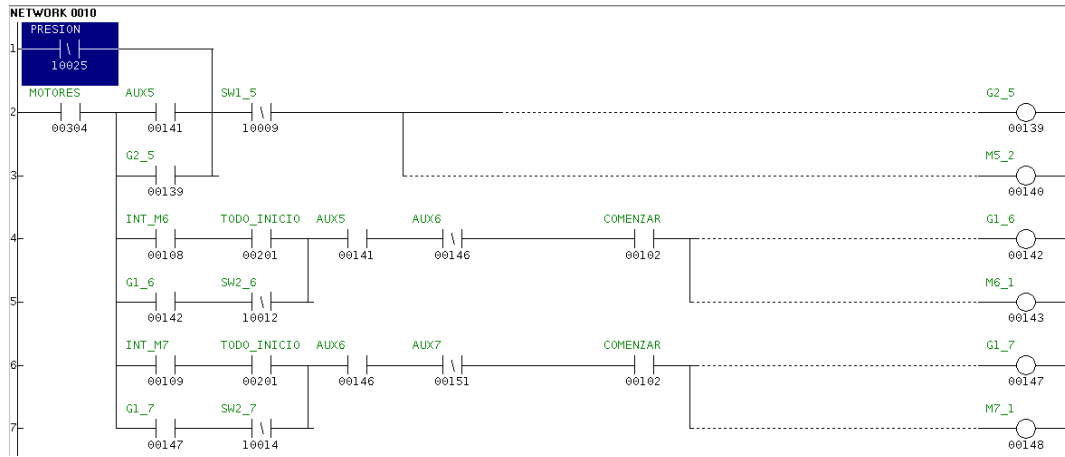 NETWORK 0010
PRESION
1
10025
MOTORES AUX5 SW1_5 G2_5
2
00304 00141 10009 00139
G2_5 M5_2
3
00139 00140
INT_M6 TODO_INICIO AUX5 AUX6 COMENZAR G1_6
4
00108 00201 00141 00146 00102 00142
G1_6 SW2_6 M6_1
5
00142 10012 00143
INT_M7 TODO_INICIO AUX6 AUX7 COMENZAR G1_7
6
00109 00201 00146 00151 00102 00147
G1_7 SW2_7 M7_1
7
00147 10014 00148